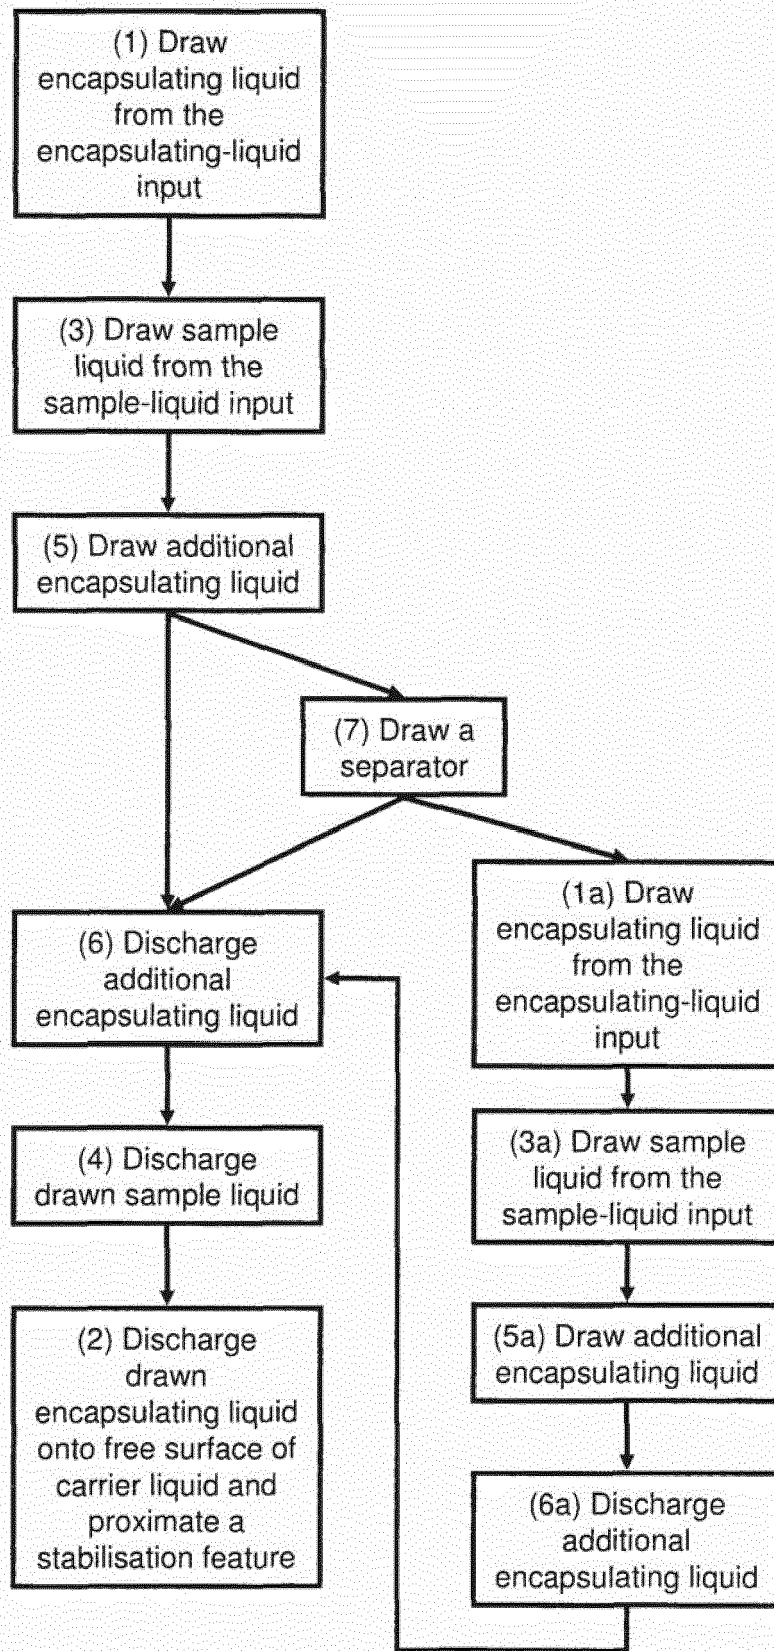 (1) Draw
encapsulating liquid
from the
encapsulating-liquid
input
(3) Draw sample
liquid from the
sample-liquid input
(5) Draw additional
encapsulating liquid
(7) Draw a
separator
(6) Discharge
additional
encapsulating liquid
(4) Discharge
drawn sample liquid
(2) Discharge
drawn
encapsulating liquid
onto free surface of
carrier liquid and
proximate a
stabilisation feature
(1a) Draw
encapsulating liquid
from the
encapsulating-liquid
input
(3a) Draw sample
liquid from the
sample-liquid input
(5a) Draw additional
encapsulating liquid
(6a) Discharge
additional
encapsulating liquid